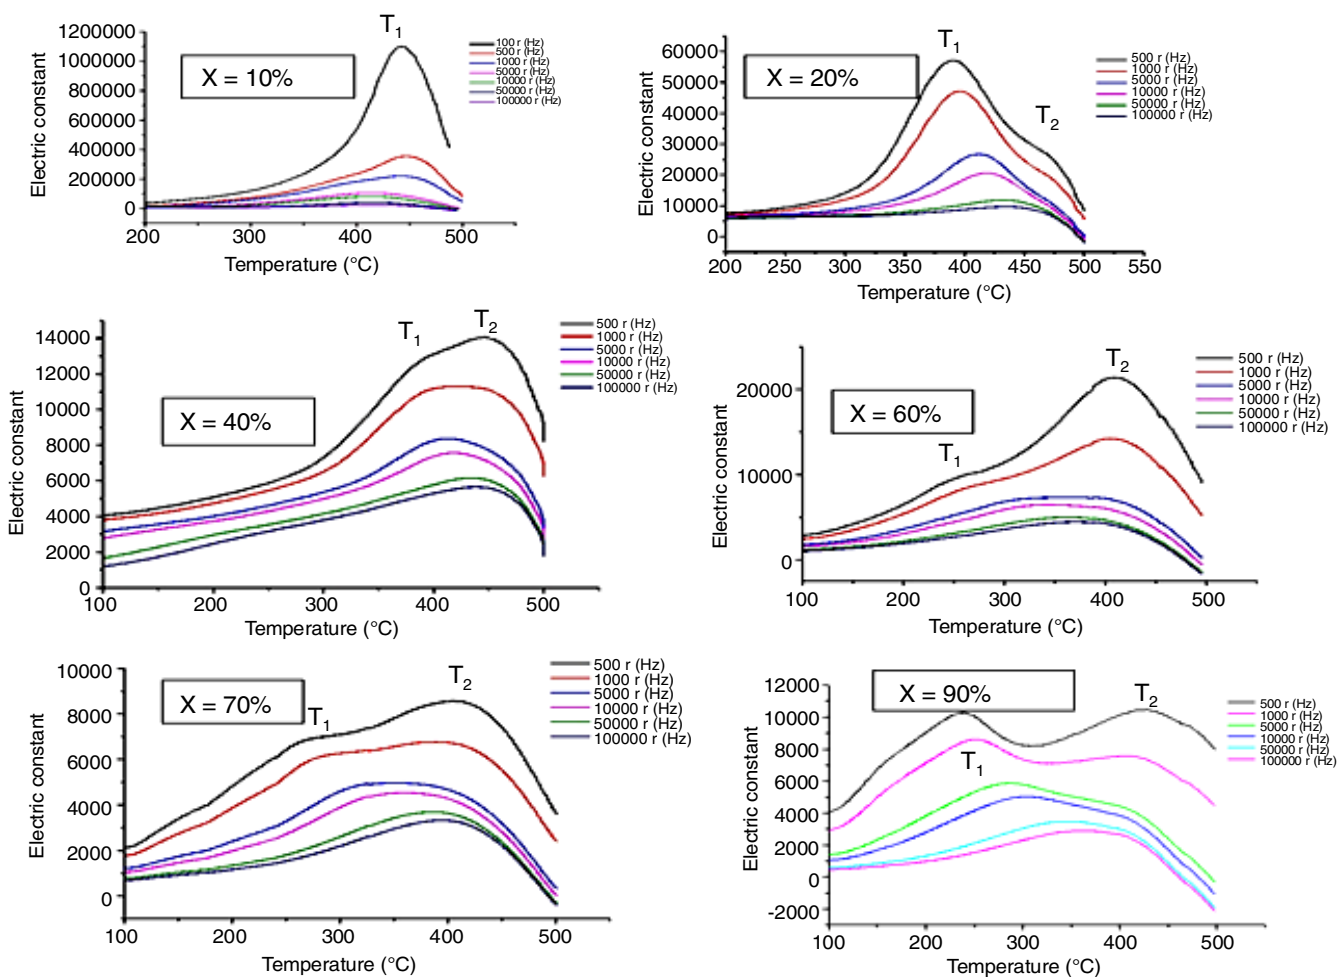 T1
X = 10%
Electric constant
1200000
1000000
800000
600000
400000
200000
0
200
300
400
500
Temperature (°C)
100 r (Hz)
500 r (Hz)
1000 r (Hz)
5000 r (Hz)
10000 r (Hz)
50000 r (Hz)
100000 r (Hz)
T1
T2
X = 20%
Electric constant
60000
50000
40000
30000
20000
10000
0
200
250
300
350
400
450
500
550
Temperature (°C)
500 r (Hz)
1000 r (Hz)
5000 r (Hz)
10000 r (Hz)
50000 r (Hz)
100000 r (Hz)
T1
T2
X = 40%
Electric constant
14000
12000
10000
8000
6000
4000
2000
0
100
200
300
400
500
Temperature (°C)
500 r (Hz)
1000 r (Hz)
5000 r (Hz)
10000 r (Hz)
50000 r (Hz)
100000 r (Hz)
T2
T1
X = 60%
Electric constant
20000
10000
0
100
200
300
400
500
Temperature (°C)
500 r (Hz)
1000 r (Hz)
5000 r (Hz)
10000 r (Hz)
50000 r (Hz)
100000 r (Hz)
T2
T1
X = 70%
Electric constant
10000
8000
6000
4000
2000
0
100
200
300
400
500
Temperature (°C)
500 r (Hz)
1000 r (Hz)
5000 r (Hz)
10000 r (Hz)
50000 r (Hz)
100000 r (Hz)
X = 90%
T2
T1
Electric constant
12000
10000
8000
6000
4000
2000
0
-2000
100
200
300
400
500
Temperature (°C)
500 r (Hz)
1000 r (Hz)
5000 r (Hz)
10000 r (Hz)
50000 r (Hz)
100000 r (Hz)